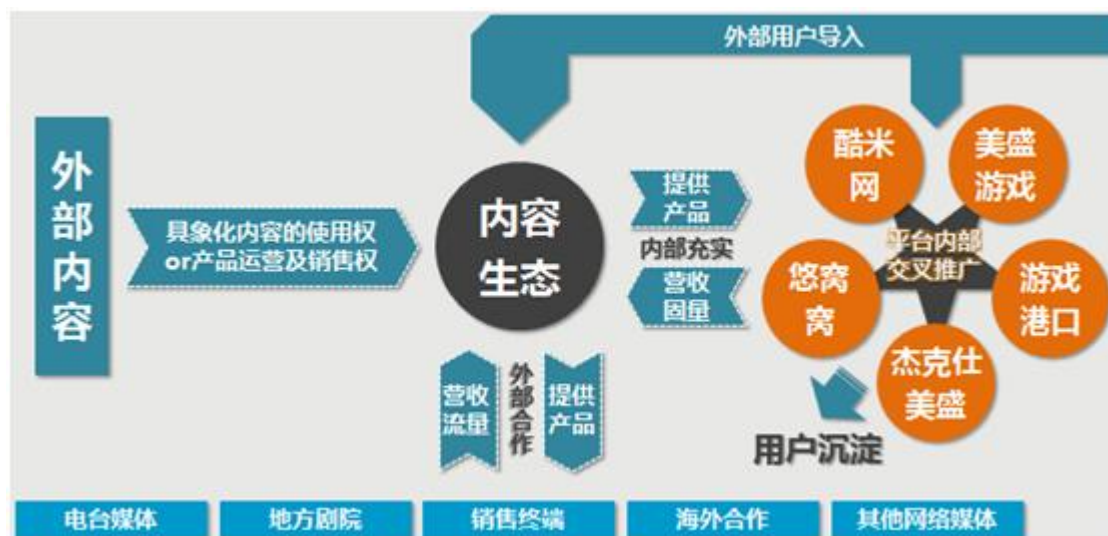 外部用户导入
外
部
内
容
具象化内容的使用权
or产品运营及销售权
内容
生态
提供
产品
内部充实
营收
固量
酷米
网
美盛
游戏
平台内部
交叉推广
悠窝
窝
游戏
港口
杰克仕
美盛
用户沉淀
营收
流量
外
部
合
作
提供
产品
电台媒体
地方剧院
销售终端
海外合作
其他网络媒体